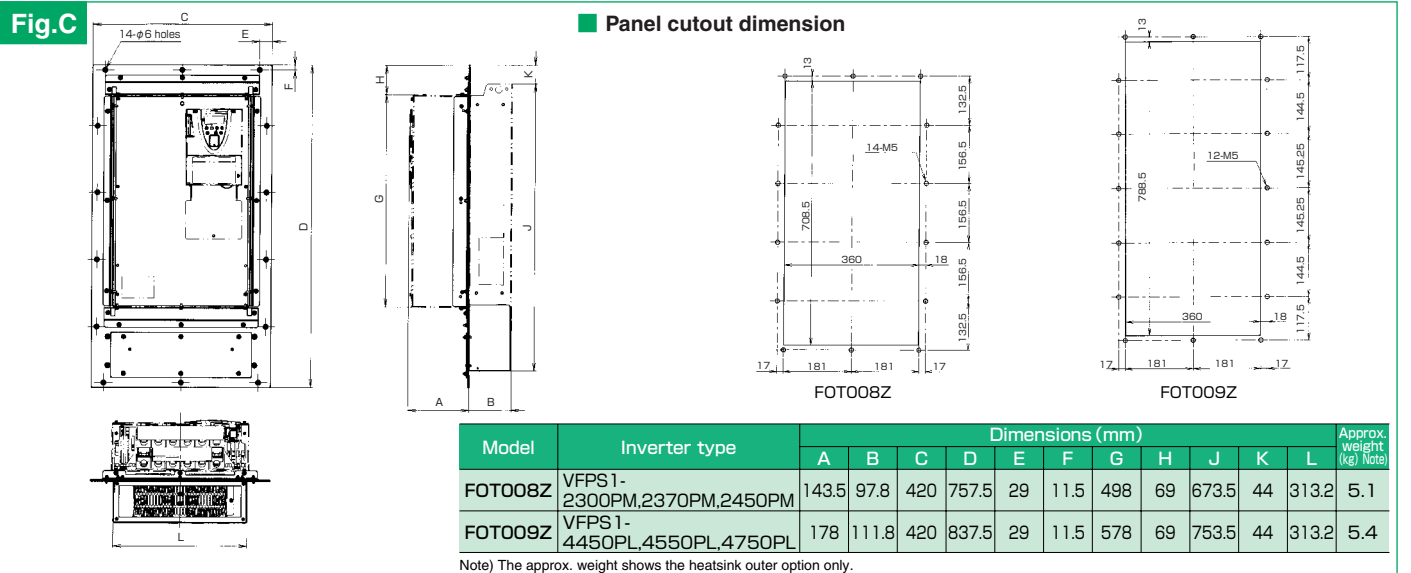 Fig.C
Panel cutout dimension
C
14-φ6 holes
E
F
D
H
K
G
J
A
B
L
13
132.5
156.5
14-M5
156.5
708.5
360
18
156.5
132.5
17
181
181
17
FOT008Z
13
117.5
144.5
12-M5
145.25
788.5
145.25
144.5
360
18
117.5
17
181
181
17
FOT009Z
Model Inverter type Dimensions (mm) Approx. weight (kg) Note)
A B C D E F G H J K L
FOT008Z VFPS1-2300PM,2370PM,2450PM 143.5 97.8 420 757.5 29 11.5 498 69 673.5 44 313.2 5.1
FOT009Z VFPS1-4450PL,4550PL,4750PL 178 111.8 420 837.5 29 11.5 578 69 753.5 44 313.2 5.4
Note) The approx. weight shows the heatsink outer option only.